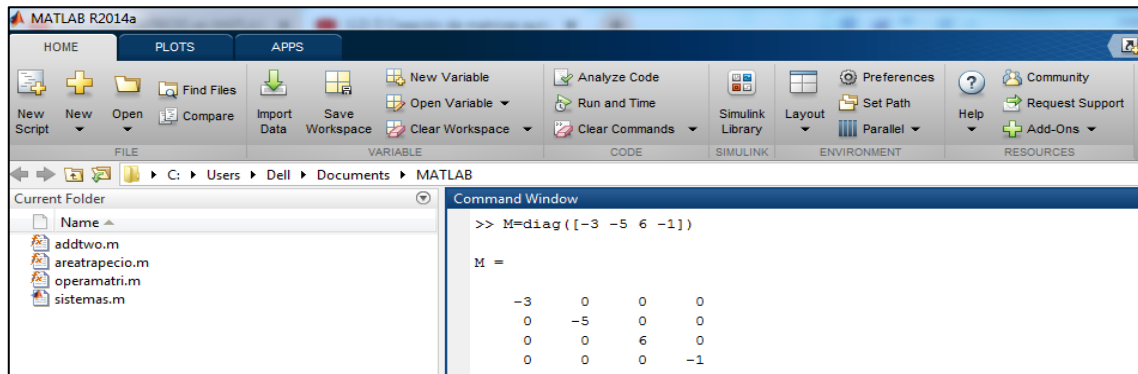 MATLAB R2014a
HOME PLOTS APPS
New Script
New
Open
Find Files
Compare
Import Data
Save Workspace
New Variable
Open Variable
Clear Workspace
Analyze Code
Run and Time
Clear Commands
Simulink Library
Layout
Preferences
Set Path
Parallel
Help
Community
Request Support
Add-Ons
FILE VARIABLE CODE SIMULINK ENVIRONMENT RESOURCES
C: Users Dell Documents MATLAB
Current Folder
Name
addtwo.m
areatrapecio.m
operamatri.m
sistemas.m
Command Window
>> M=diag([-3 -5 6 -1])
M =
-3 0 0 0
0 -5 0 0
0 0 6 0
0 0 0 -1